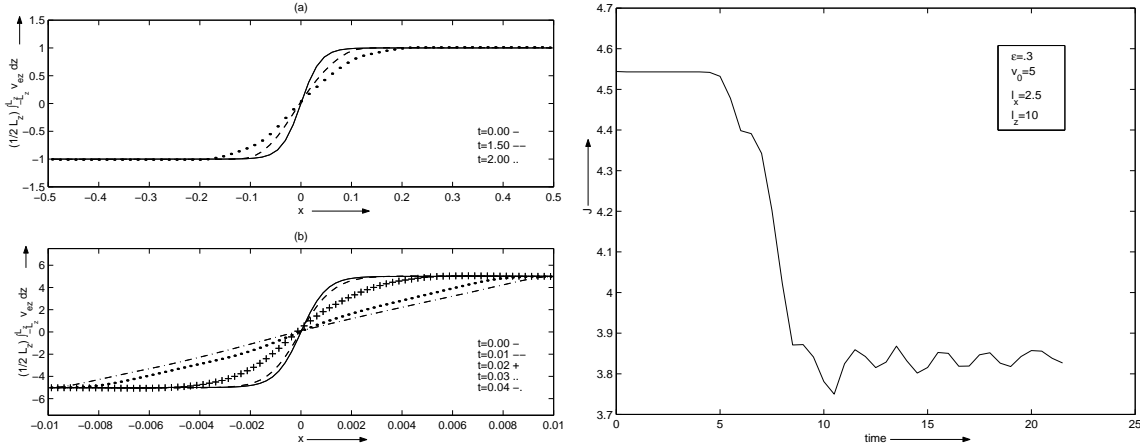 (a)
(1/2 L_z) ∫_{−L_z}^{L_z} v_{ez} dz
1.5
1
0.5
0
−0.5
−1
−1.5
t=0.00 −
t=1.50 −−
t=2.00 ..
−0.5 −0.4 −0.3 −0.2 −0.1 0 0.1 0.2 0.3 0.4 0.5
x
(b)
(1/2 L_z) ∫_{−L_z}^{L_z} v_{ez} dz
6
4
2
0
−2
−4
−6
t=0.00 −
t=0.01 −−
t=0.02 +
t=0.03 ..
t=0.04 −.
−0.01 −0.008 −0.006 −0.004 −0.002 0 0.002 0.004 0.006 0.008 0.01
x
4.7
4.6
4.5
4.4
4.3
4.2
4.1
4
3.9
3.8
3.7
J
ε=.3
v_0=5
l_x=2.5
l_z=10
0 5 10 15 20 25
time